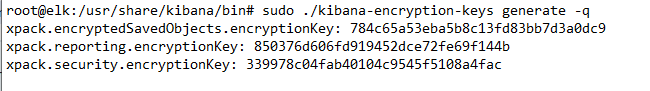 root@elk:/usr/share/kibana/bin# sudo ./kibana-encryption-keys generate -q
xpack.encryptedSavedObjects.encryptionKey: 784c65a53eba5b8c13fd83bb7d3a0dc9
xpack.reporting.encryptionKey: 850376d606fd919452dce72fe69f144b
xpack.security.encryptionKey: 339978c04fab40104c9545f5108a4fac